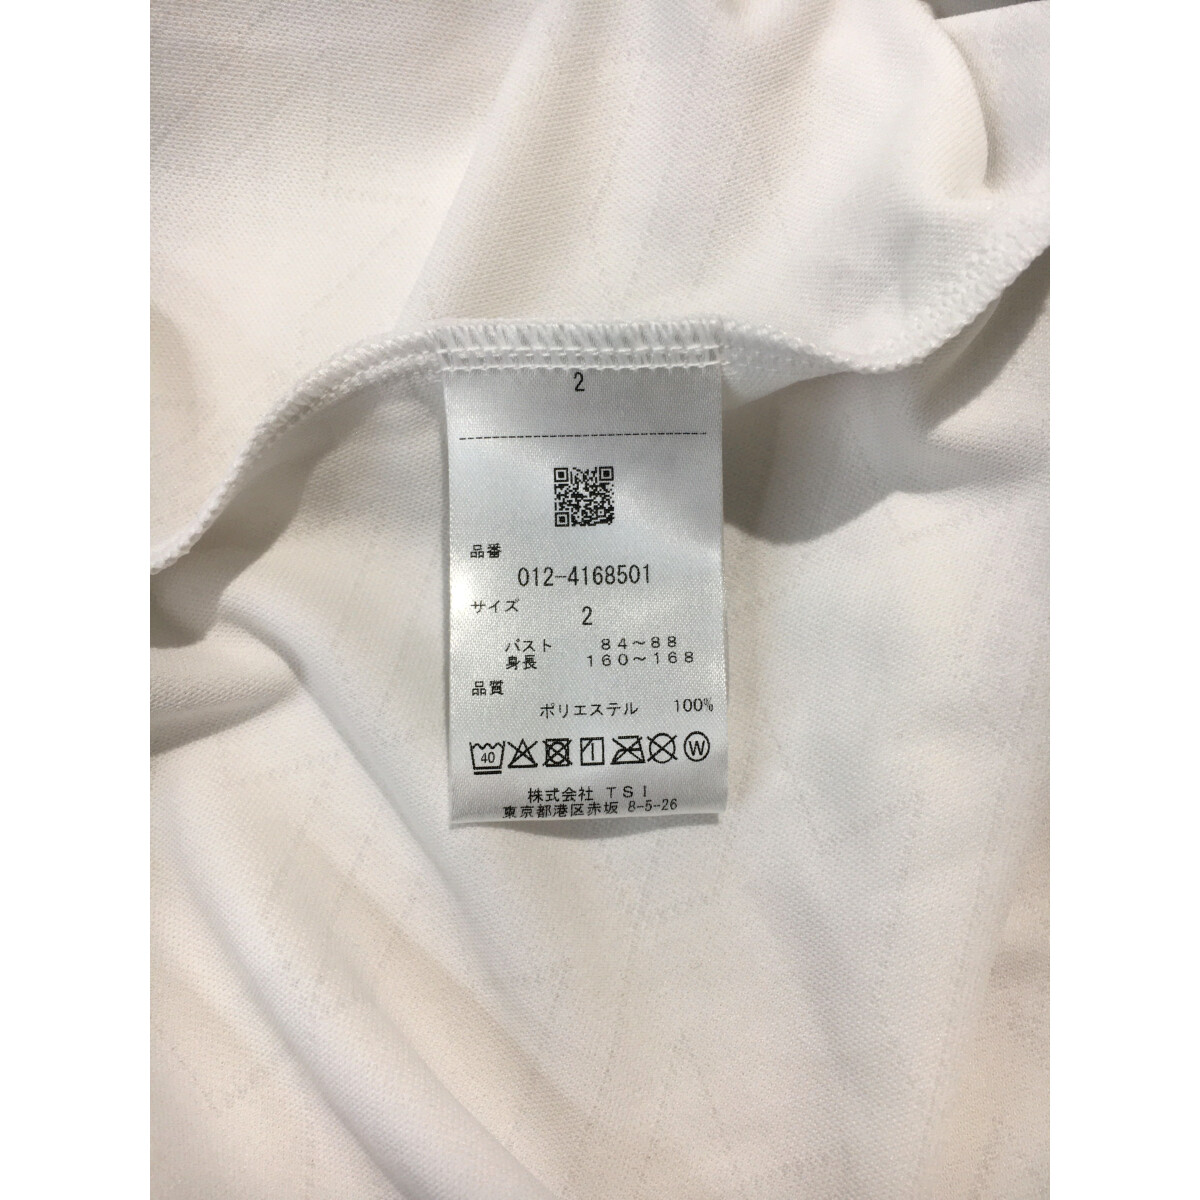 2
品番
012-4168501
サイズ
2
バスト 84～88
身長 160～168
品質
ポリエステル 100%
40 W
株式会社 TSI
東京都港区赤坂 8-5-26